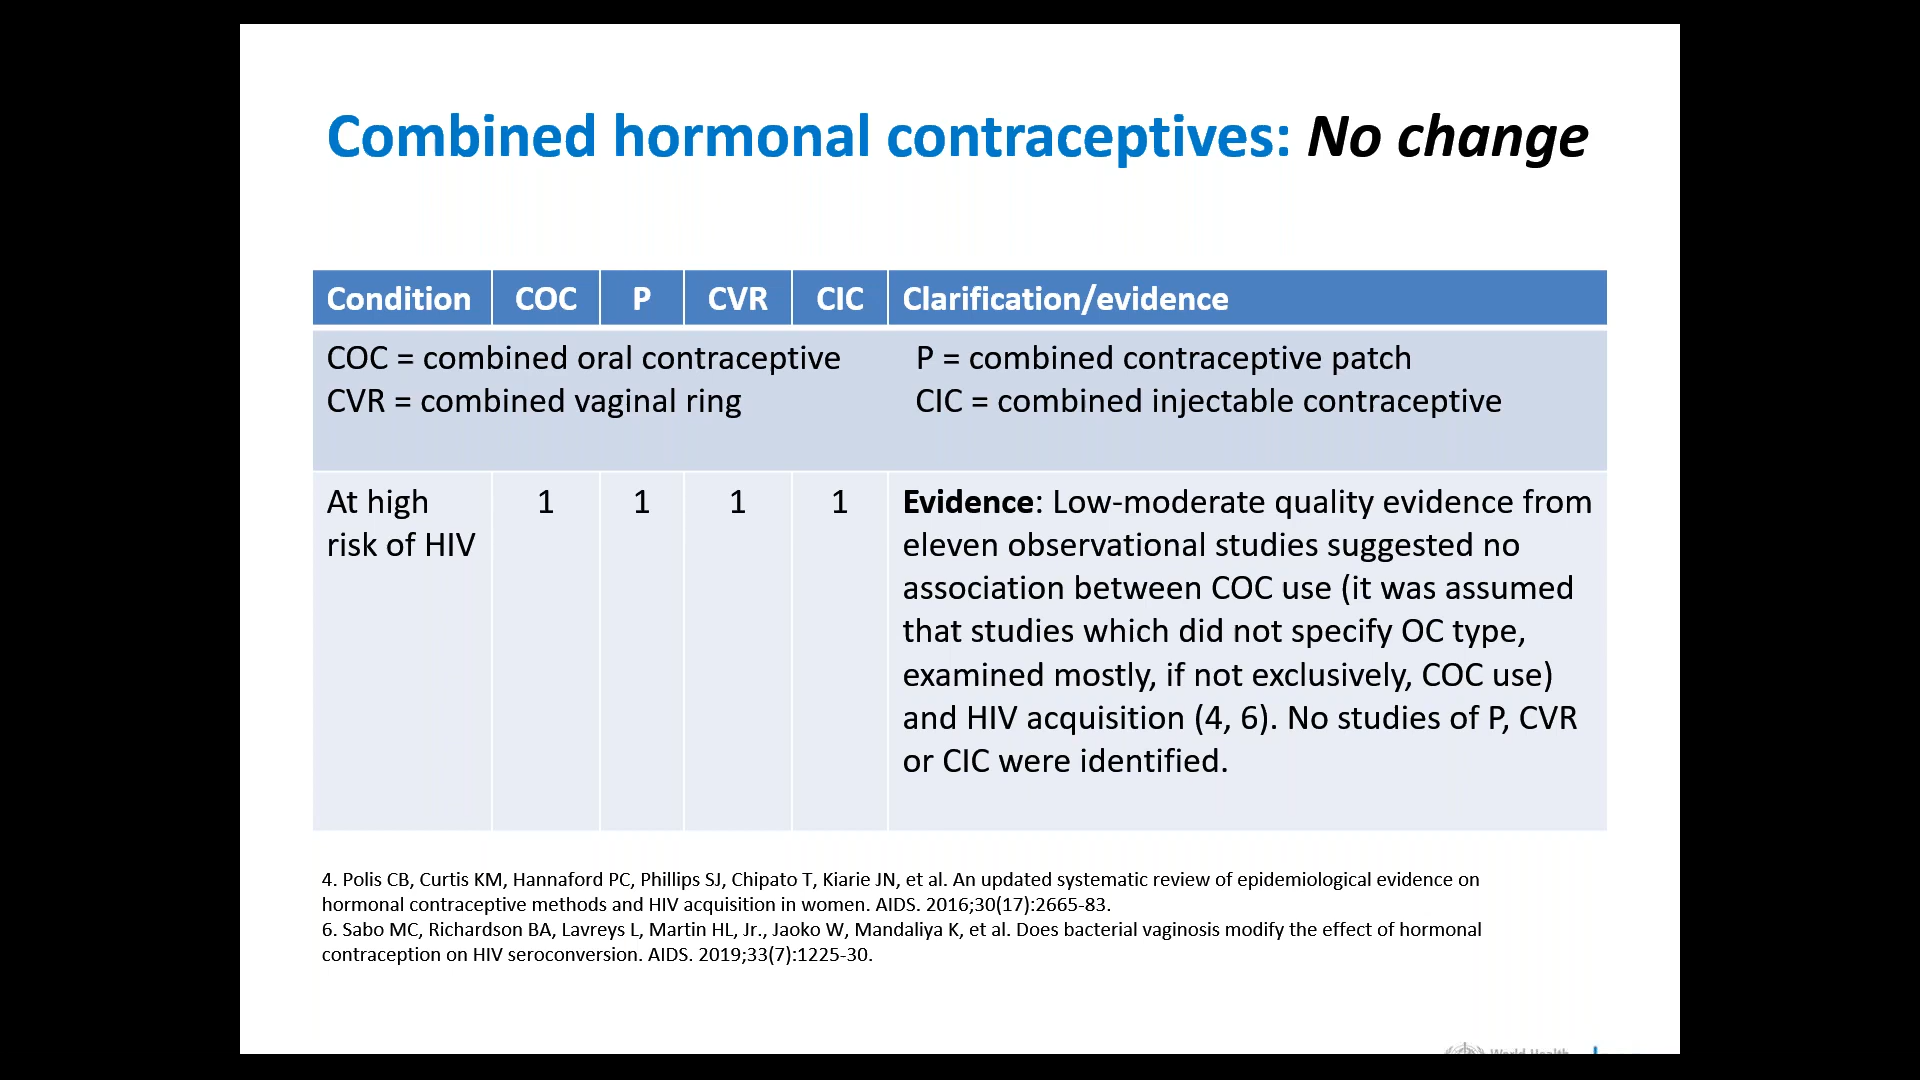 Combined hormonal contraceptives: No change
Condition COC P CVR CIC Clarification/evidence
COC = combined oral contraceptive P = combined contraceptive patch
CVR = combined vaginal ring CIC = combined injectable contraceptive
At high risk of HIV
1 1 1 1
Evidence: Low-moderate quality evidence from
eleven observational studies suggested no
association between COC use (it was assumed
that studies which did not specify OC type,
examined mostly, if not exclusively, COC use)
and HIV acquisition (4, 6). No studies of P, CVR
or CIC were identified.
4. Polis CB, Curtis KM, Hannaford PC, Phillips SJ, Chipato T, Kiarie JN, et al. An updated systematic review of epidemiological evidence on
hormonal contraceptive methods and HIV acquisition in women. AIDS. 2016;30(17):2665-83.
6. Sabo MC, Richardson BA, Lavreys L, Martin HL, Jr., Jaoko W, Mandaliya K, et al. Does bacterial vaginosis modify the effect of hormonal
contraception on HIV seroconversion. AIDS. 2019;33(7):1225-30.
World Health